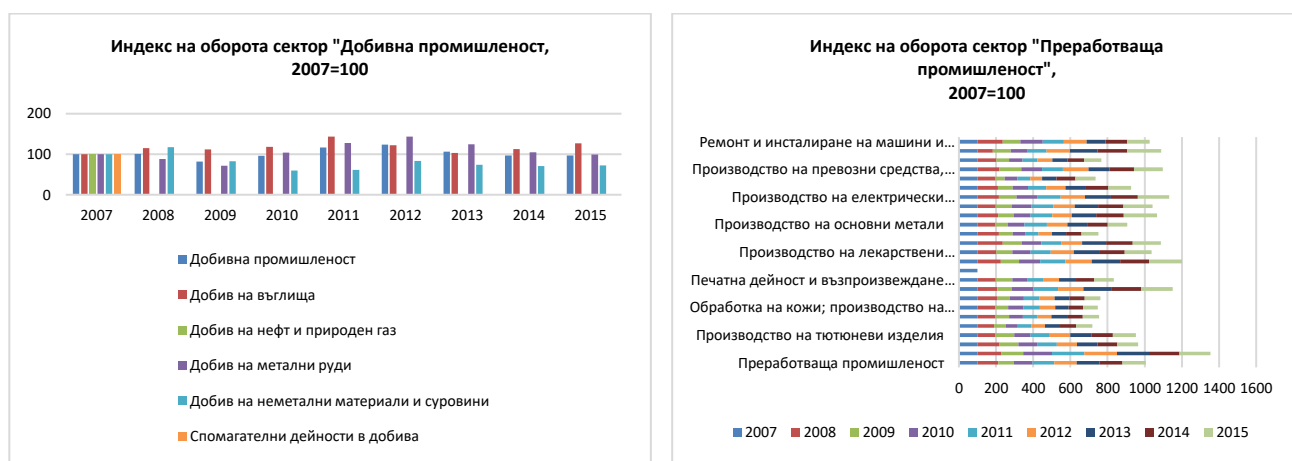 Индекс на оборота сектор "Добивна промишленост,
2007=100
200
100
0
2007 2008 2009 2010 2011 2012 2013 2014 2015
Добивна промишленост
Добив на въглища
Добив на нефт и природен газ
Добив на метални руди
Добив на неметални материали и суровини
Спомагателни дейности в добива
Индекс на оборота сектор "Преработваща
промишленост",
2007=100
Ремонт и инсталиране на машини и…
Производство на превозни средства,…
Производство на електрически…
Производство на основни метали
Производство на лекарствени…
Печатна дейност и възпроизвеждане…
Обработка на кожи; производство на…
Производство на тютюневи изделия
Преработваща промишленост
0 200 400 600 800 1000 1200 1400 1600
2007 2008 2009 2010 2011 2012 2013 2014 2015